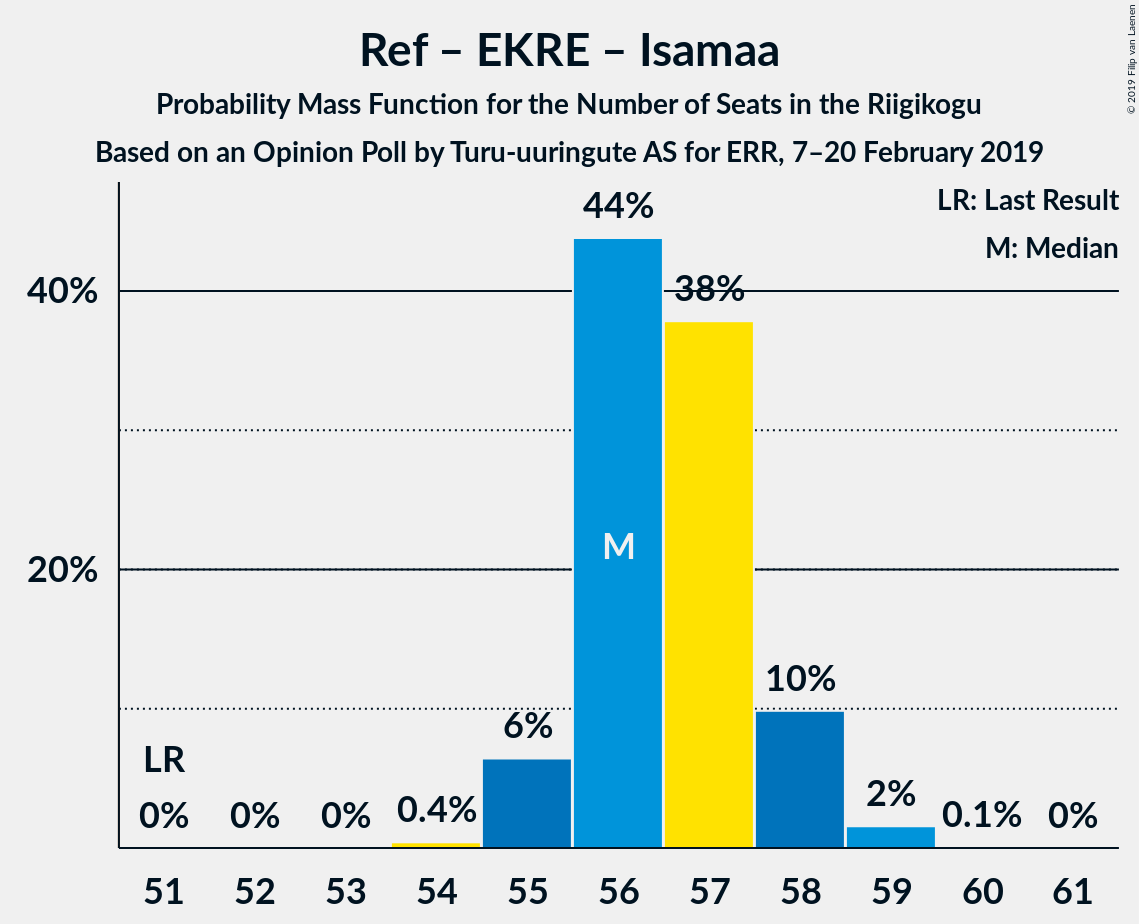 Ref – EKRE – Isamaa
Probability Mass Function for the Number of Seats in the Riigikogu
Based on an Opinion Poll by Turu-uuringute AS for ERR, 7–20 February 2019
© 2019 Filip van Laenen
LR: Last Result
M: Median
44%
38%
40%
M
20%
10%
6%
LR
2%
0% 0% 0% 0.4% 0.1% 0%
51 52 53 54 55 56 57 58 59 60 61